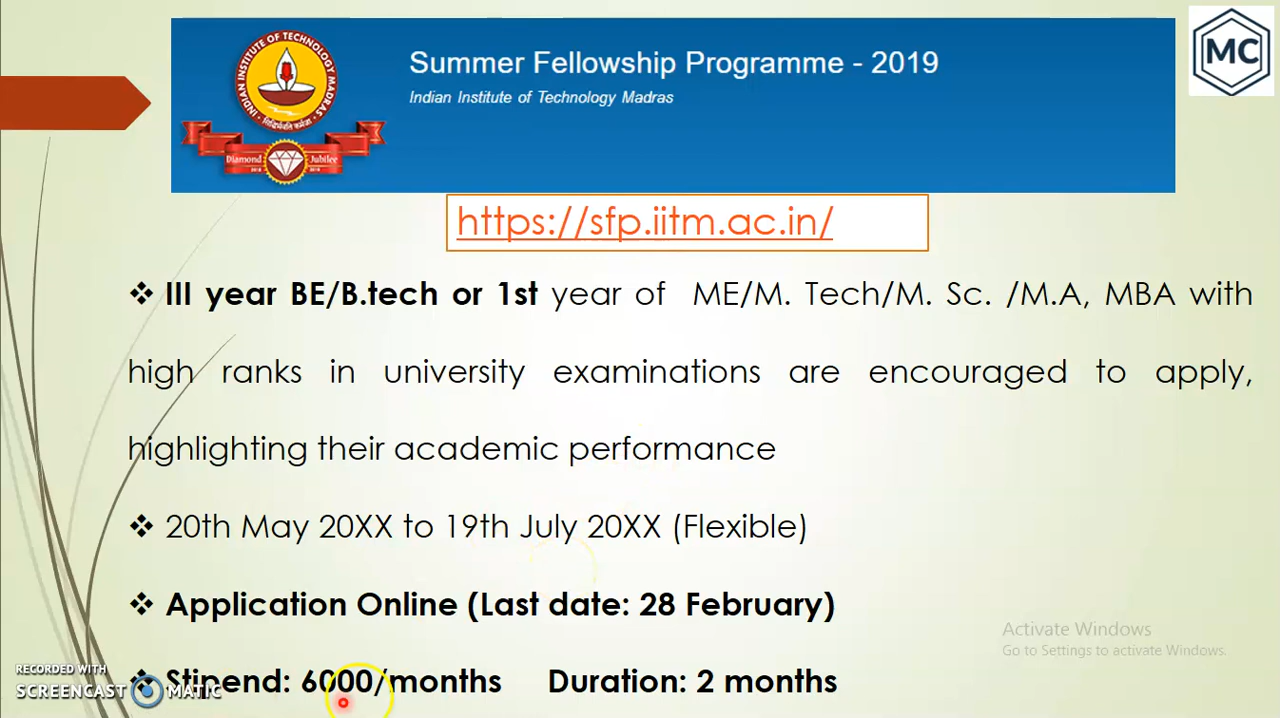 Summer Fellowship Programme - 2019
Indian Institute of Technology Madras
MC
INDIAN INSTITUTE OF TECHNOLOGY MADRAS
Diamond Jubilee
https://sfp.iitm.ac.in/
❖ III year BE/B.tech or 1st year of ME/M. Tech/M. Sc. /M.A, MBA with
high ranks in university examinations are encouraged to apply,
highlighting their academic performance
❖ 20th May 20XX to 19th July 20XX (Flexible)
❖ Application Online (Last date: 28 February)
❖ Stipend: 6000/months Duration: 2 months
Activate Windows
Go to Settings to activate Windows.
RECORDED WITH
SCREENCAST MATIC